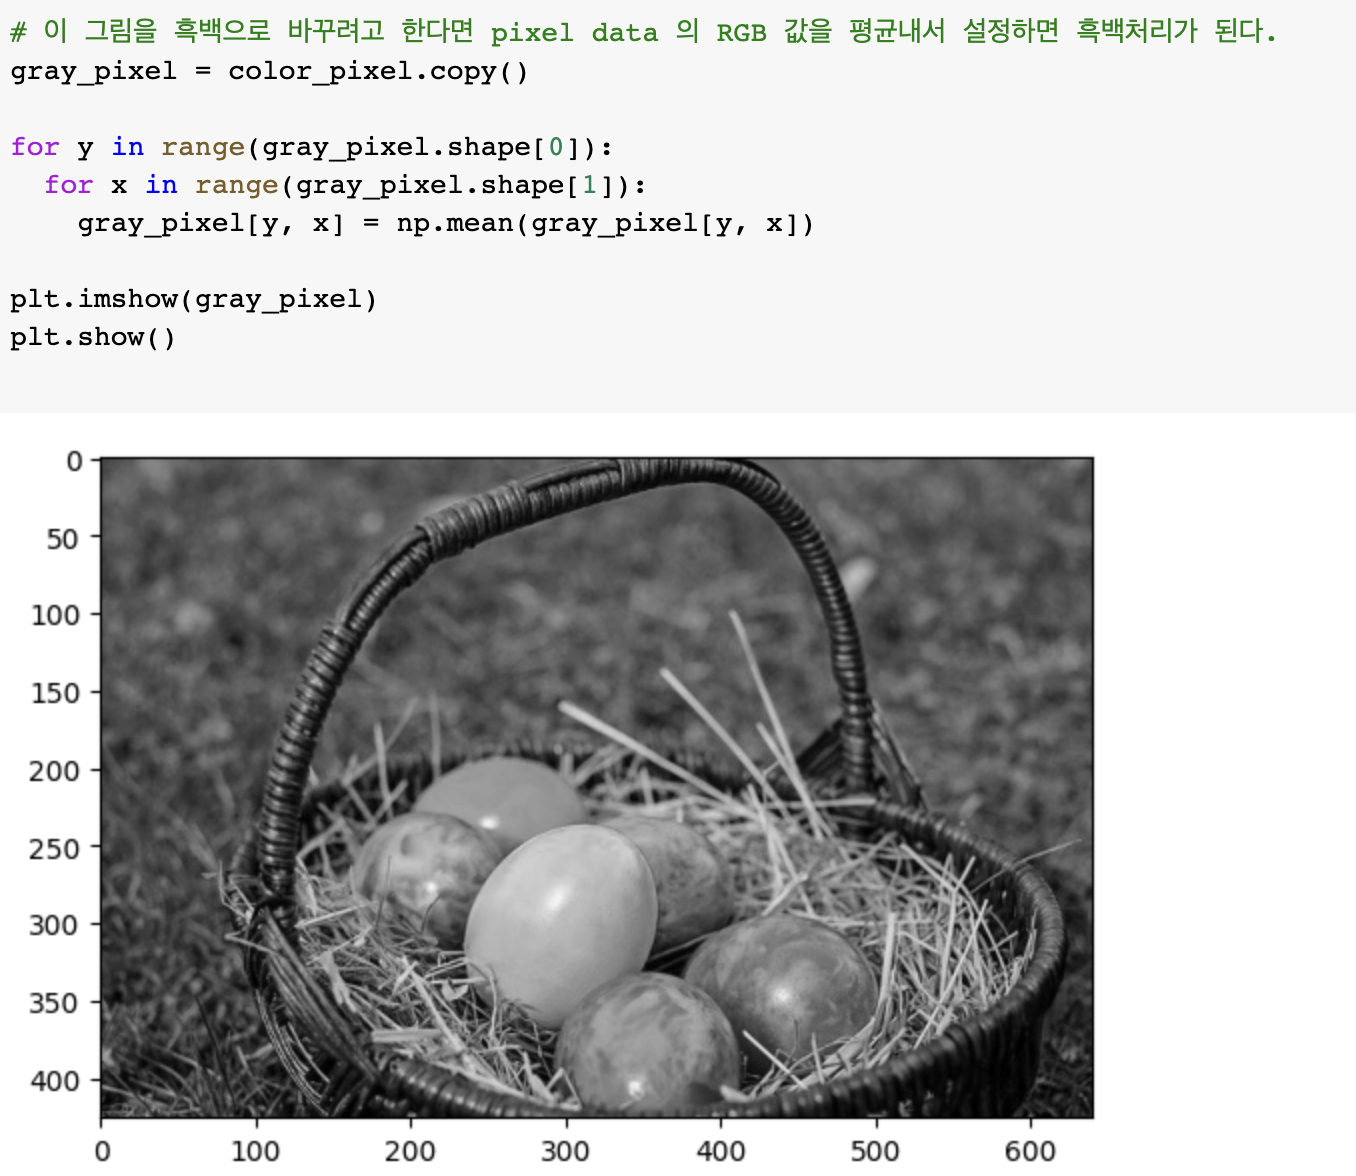 # 이 그림을 흑백으로 바꾸려고 한다면 pixel data 의 RGB 값을 평균내서 설정하면 흑백처리가 된다.
gray_pixel = color_pixel.copy()
for y in range(gray_pixel.shape[0]):
  for x in range(gray_pixel.shape[1]):
    gray_pixel[y, x] = np.mean(gray_pixel[y, x])
plt.imshow(gray_pixel)
plt.show()
0
50
100
150
200
250
300
350
400
0 100 200 300 400 500 600